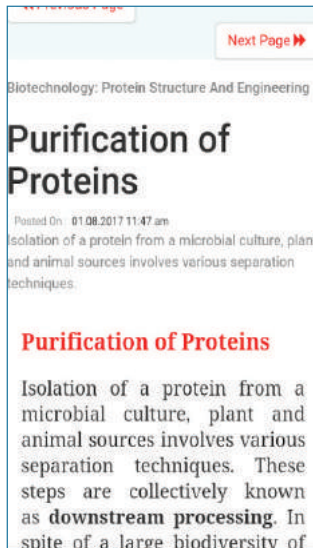 Previous Page
Next Page
Biotechnology: Protein Structure And Engineering
Purification of
Proteins
Posted On : 01.08.2017 11:47 am
Isolation of a protein from a microbial culture, plan
and animal sources involves various separation
techniques.
Purification of Proteins
Isolation of a protein from a
microbial culture, plant and
animal sources involves various
separation techniques. These
steps are collectively known
as downstream processing. In
spite of a large biodiversity of